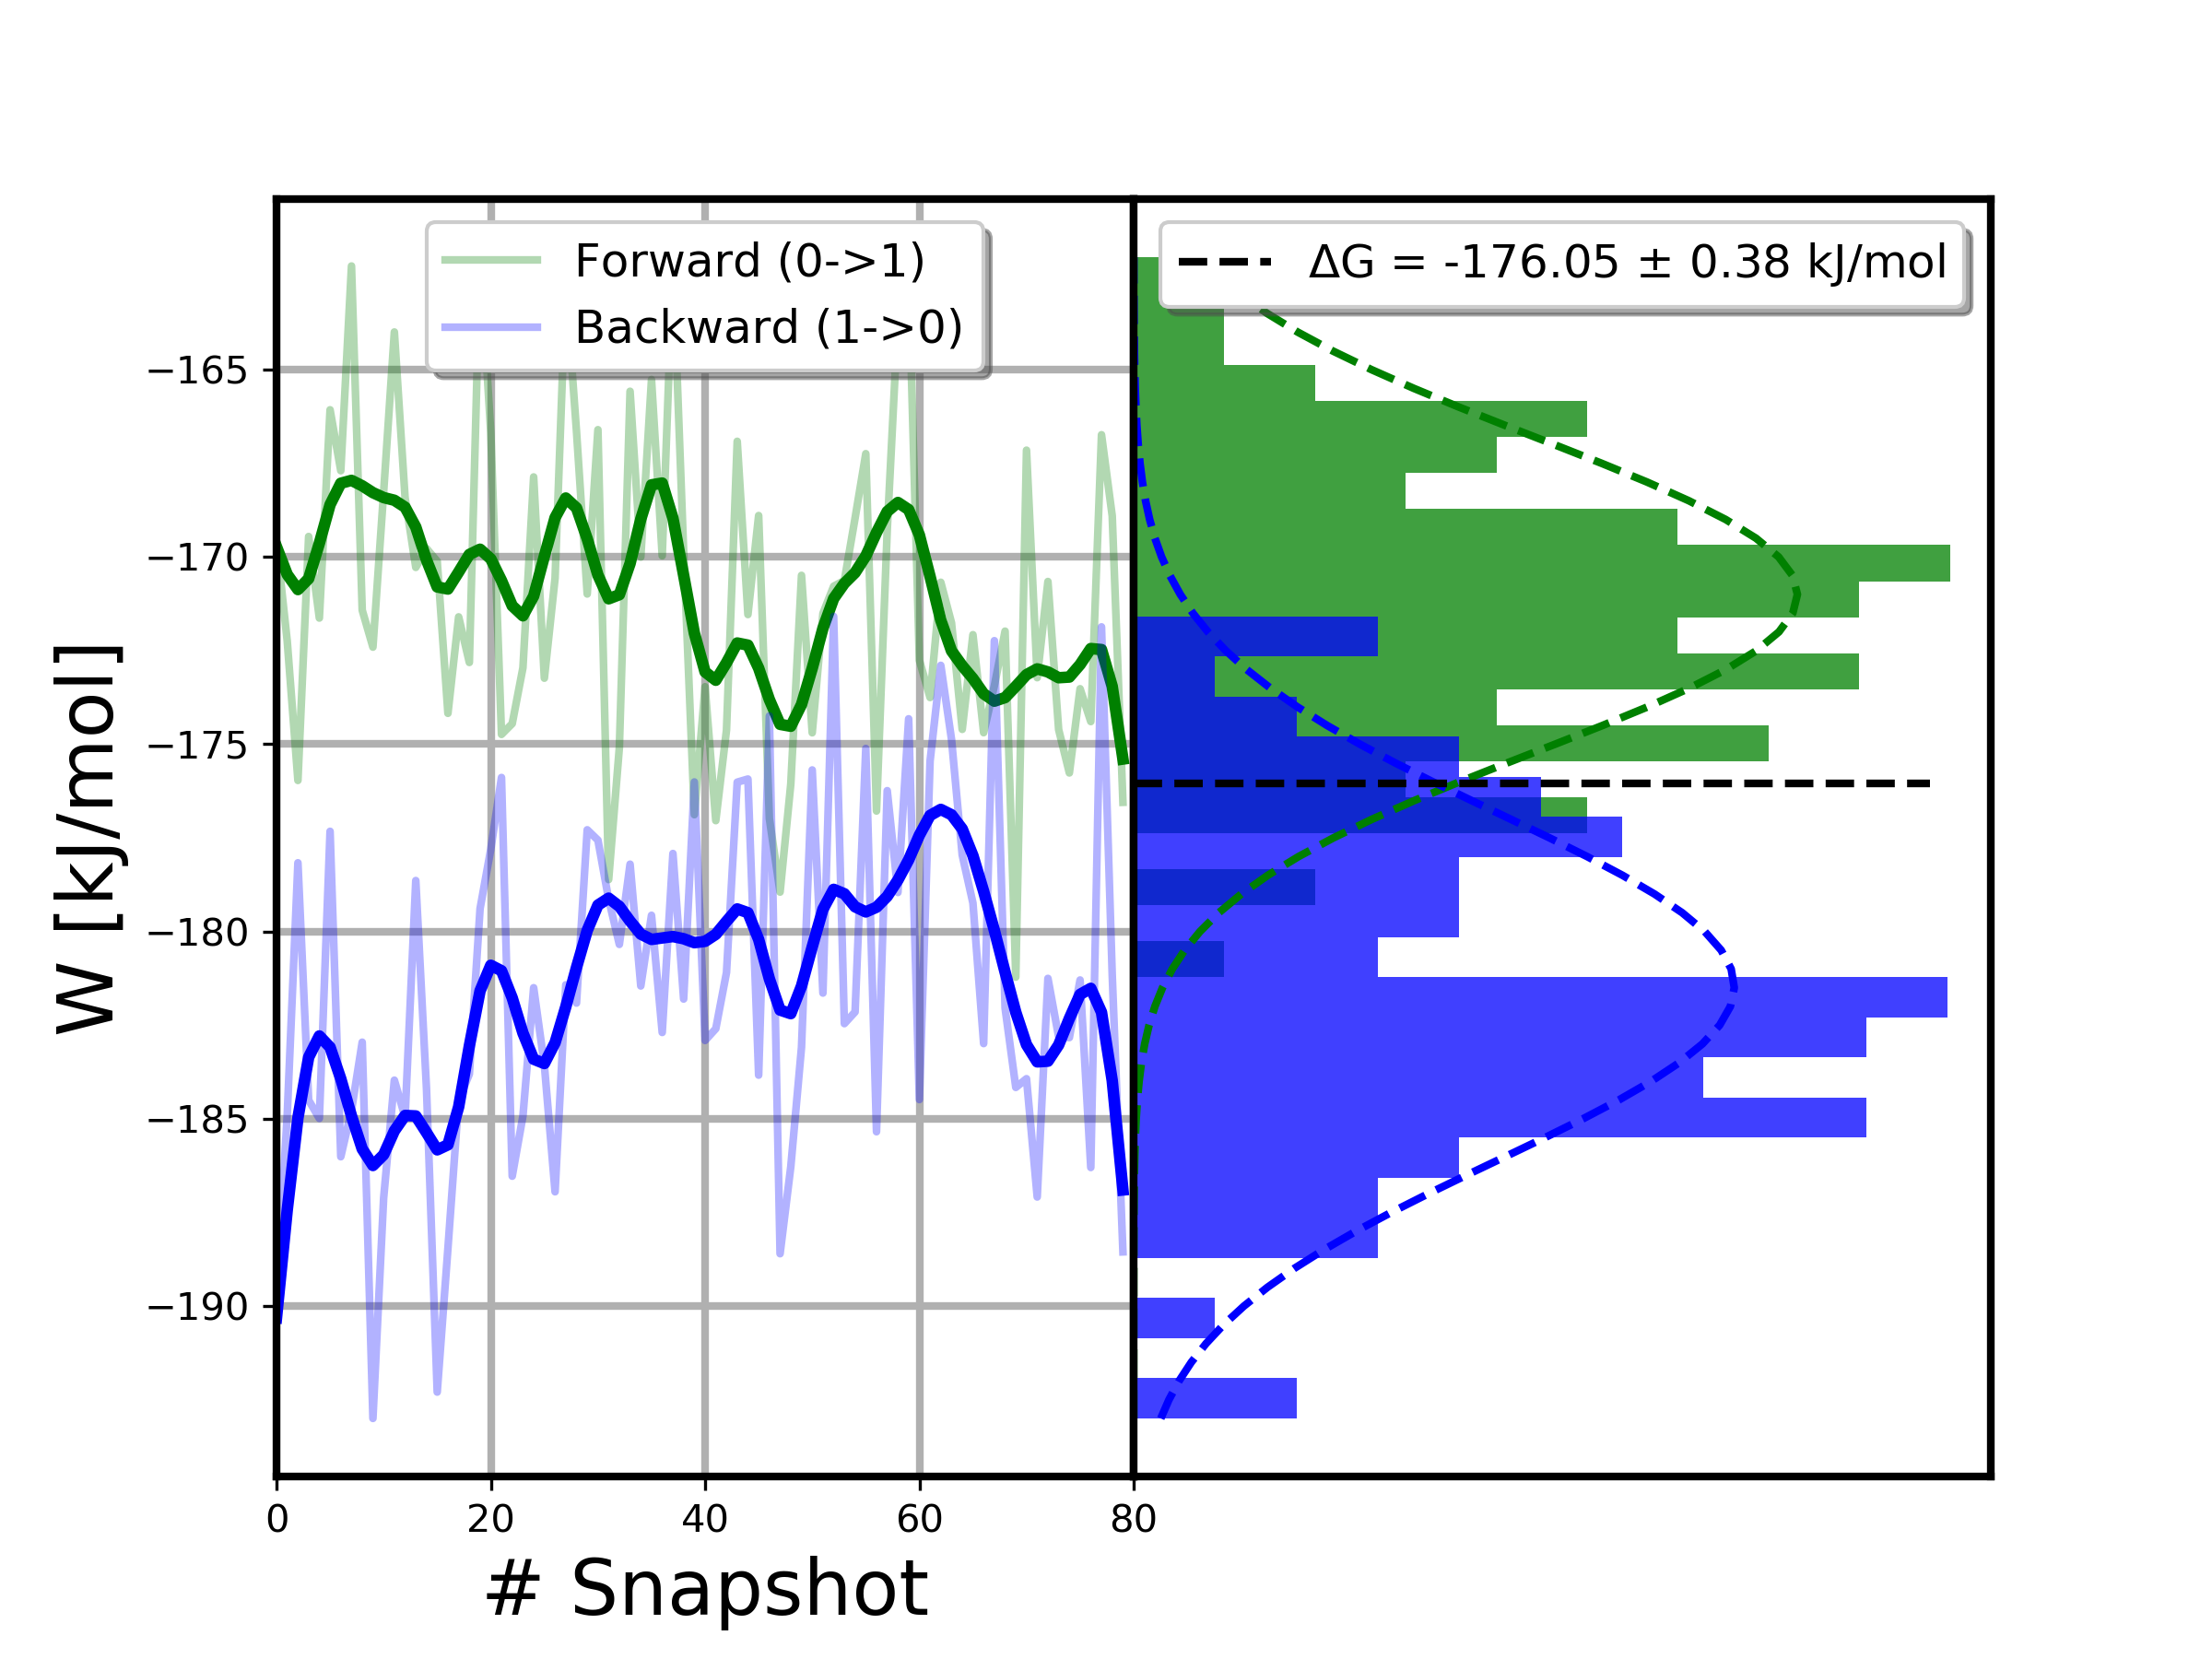 Forward (0->1)
Backward (1->0)
ΔG = -176.05 ± 0.38 kJ/mol
W [kJ/mol]
−165
−170
−175
−180
−185
−190
0 20 40 60 80
# Snapshot